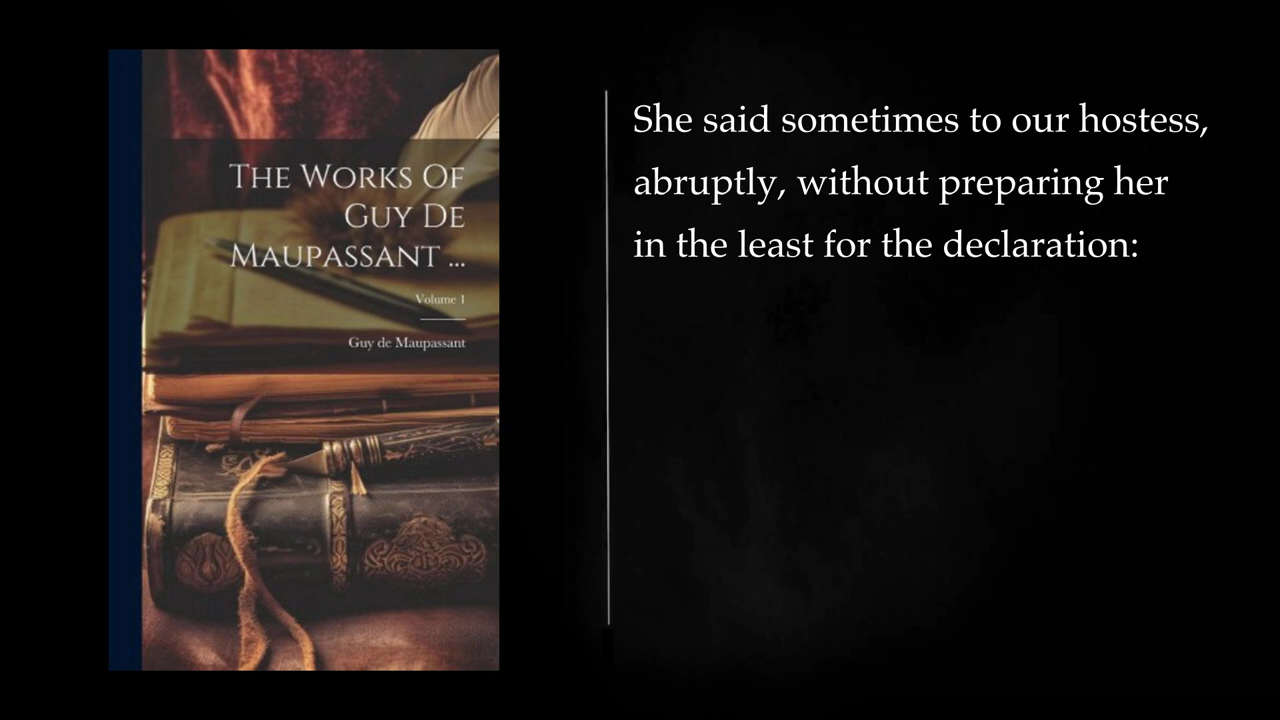 The Works Of
Guy De
Maupassant ...
Volume 1
Guy de Maupassant
She said sometimes to our hostess,
abruptly, without preparing her
in the least for the declaration: